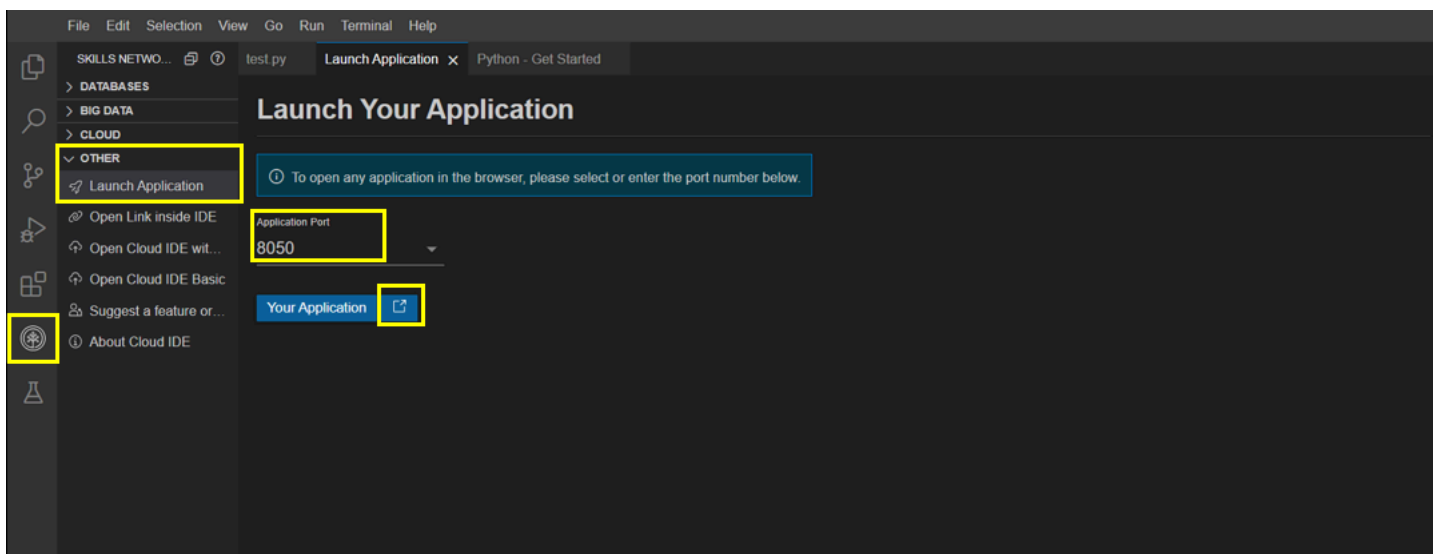 File Edit Selection View Go Run Terminal Help
SKILLS NETWO...
test.py Launch Application Python - Get Started
DATABASES
BIG DATA
CLOUD
OTHER
Launch Application
Open Link inside IDE
Open Cloud IDE wit...
Open Cloud IDE Basic
Suggest a feature or...
About Cloud IDE
Launch Your Application
To open any application in the browser, please select or enter the port number below.
Application Port
8050
Your Application